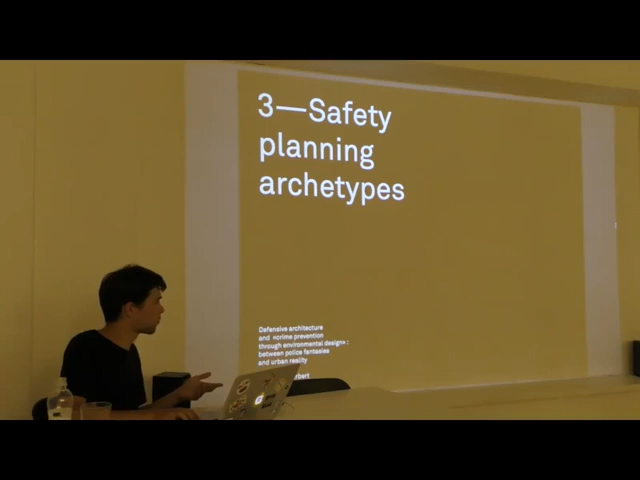 3—Safety
planning
archetypes
Defensive architecture
and «crime prevention
through environmental design» :
between police fantasies
and urban reality